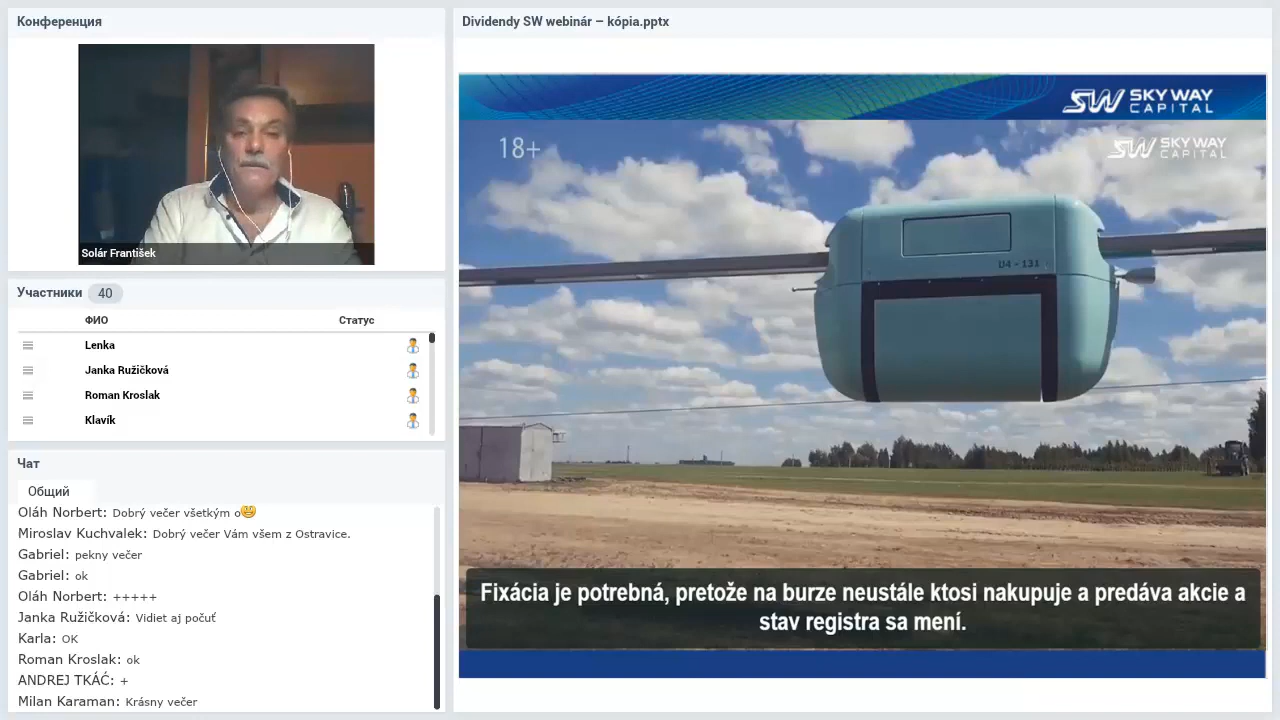 Конференция
Solár František
Участники 40
ФИО Статус
Lenka
Janka Ružičková
Roman Kroslak
Klavík
Чат
Общий
Oláh Norbert: Dobrý večer všetkým o
Miroslav Kuchvalek: Dobrý večer Vám všem z Ostravice.
Gabriel: pekny večer
Gabriel: ok
Oláh Norbert: +++++
Janka Ružičková: Vidiet aj počuť
Karla: OK
Roman Kroslak: ok
ANDREJ TKÁČ: +
Milan Karaman: Krásny večer
Dividendy SW webinár – kópia.pptx
SW SKY WAY
CAPITAL
18+
SW SKY WAY
CAPITAL
U4-131
Fixácia je potrebná, pretože na burze neustále ktosi nakupuje a predáva akcie a
stav registra sa mení.